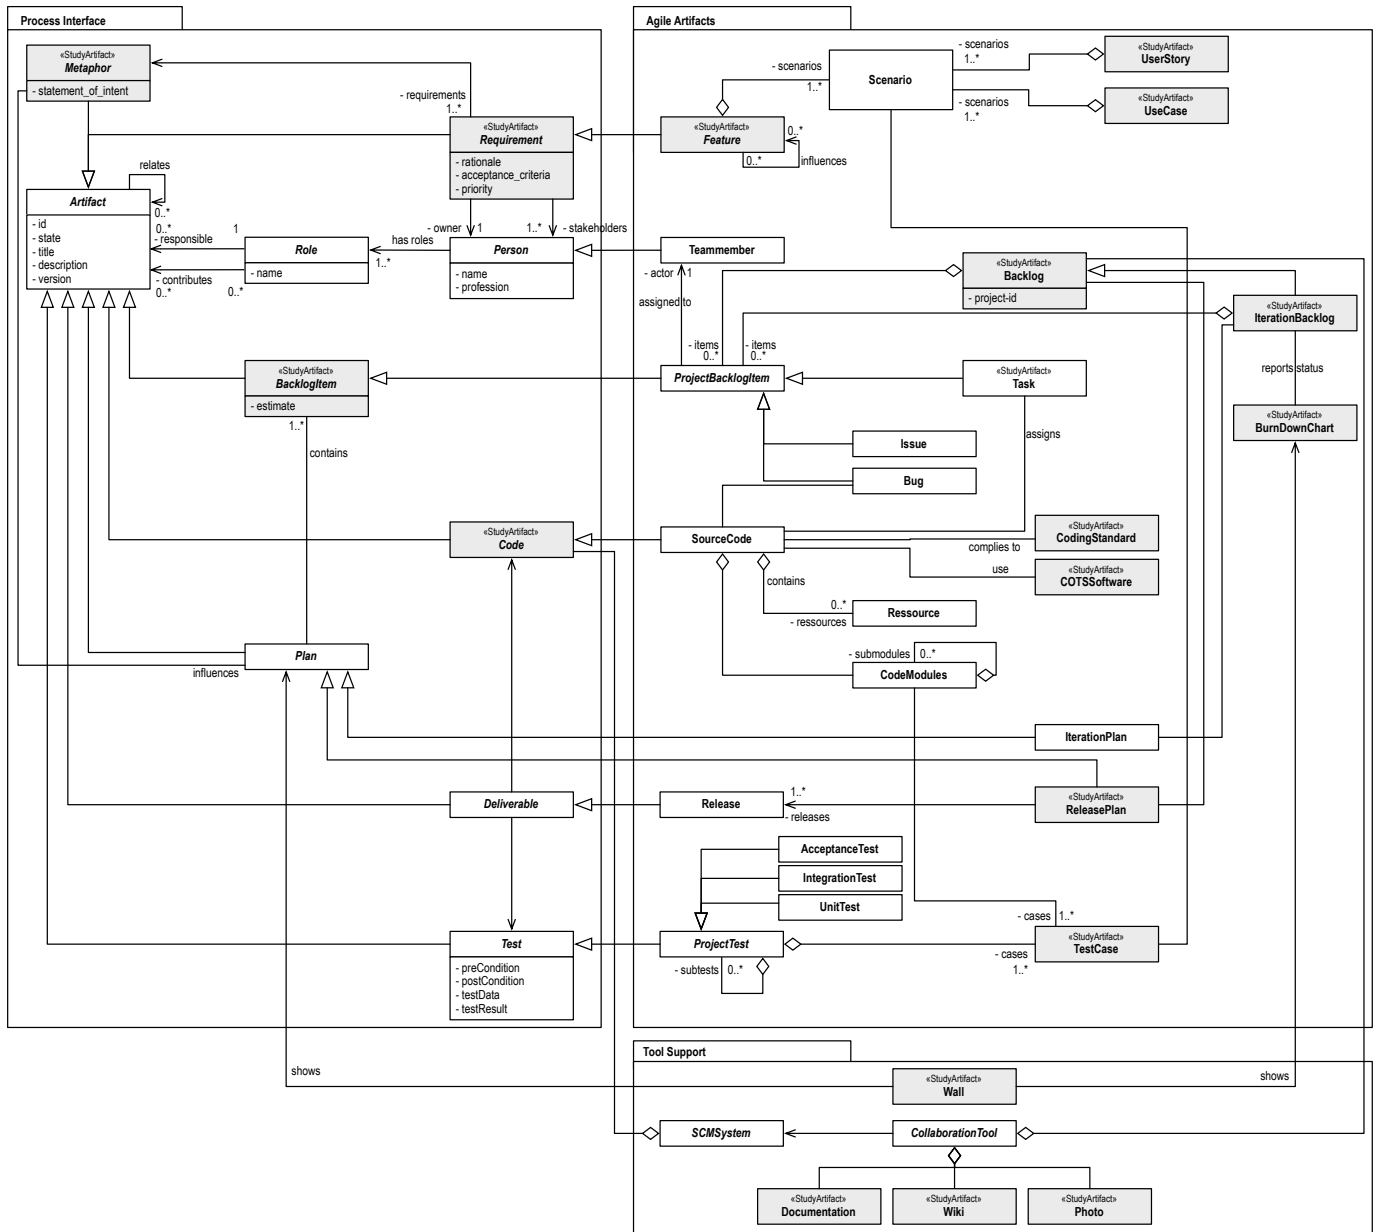 Process Interface
«StudyArtifact»
Metaphor
- statement_of_intent
- requirements
1..*
«StudyArtifact»
Requirement
- rationale
- acceptance_criteria
- priority
relates
0..*
Artifact
- id
- state
- title
- description
- version
0..*
- responsible
1
- contributes
0..*
0..*
Role
- name
has roles
1..*
- owner
1
1..*
- stakeholders
Person
- name
- profession
«StudyArtifact»
BacklogItem
- estimate
1..*
contains
«StudyArtifact»
Code
Plan
influences
Deliverable
Test
- preCondition
- postCondition
- testData
- testResult
shows
Agile Artifacts
- scenarios
1..*
Scenario
- scenarios
1..*
«StudyArtifact»
UserStory
- scenarios
1..*
«StudyArtifact»
UseCase
«StudyArtifact»
Feature
0..*
0..*
influences
Teammember
- actor
1
assigned to
«StudyArtifact»
Backlog
- project-id
«StudyArtifact»
IterationBacklog
- items
0..*
- items
0..*
ProjectBacklogItem
«StudyArtifact»
Task
reports status
«StudyArtifact»
BurnDownChart
assigns
Issue
Bug
SourceCode
complies to
«StudyArtifact»
CodingStandard
use
«StudyArtifact»
COTSSoftware
contains
0..*
- ressources
Ressource
- submodules
0..*
CodeModules
IterationPlan
Release
1..*
- releases
«StudyArtifact»
ReleasePlan
AcceptanceTest
IntegrationTest
UnitTest
- cases
1..*
ProjectTest
- subtests
0..*
- cases
1..*
«StudyArtifact»
TestCase
Tool Support
«StudyArtifact»
Wall
shows
SCMSystem
CollaborationTool
«StudyArtifact»
Documentation
«StudyArtifact»
Wiki
«StudyArtifact»
Photo